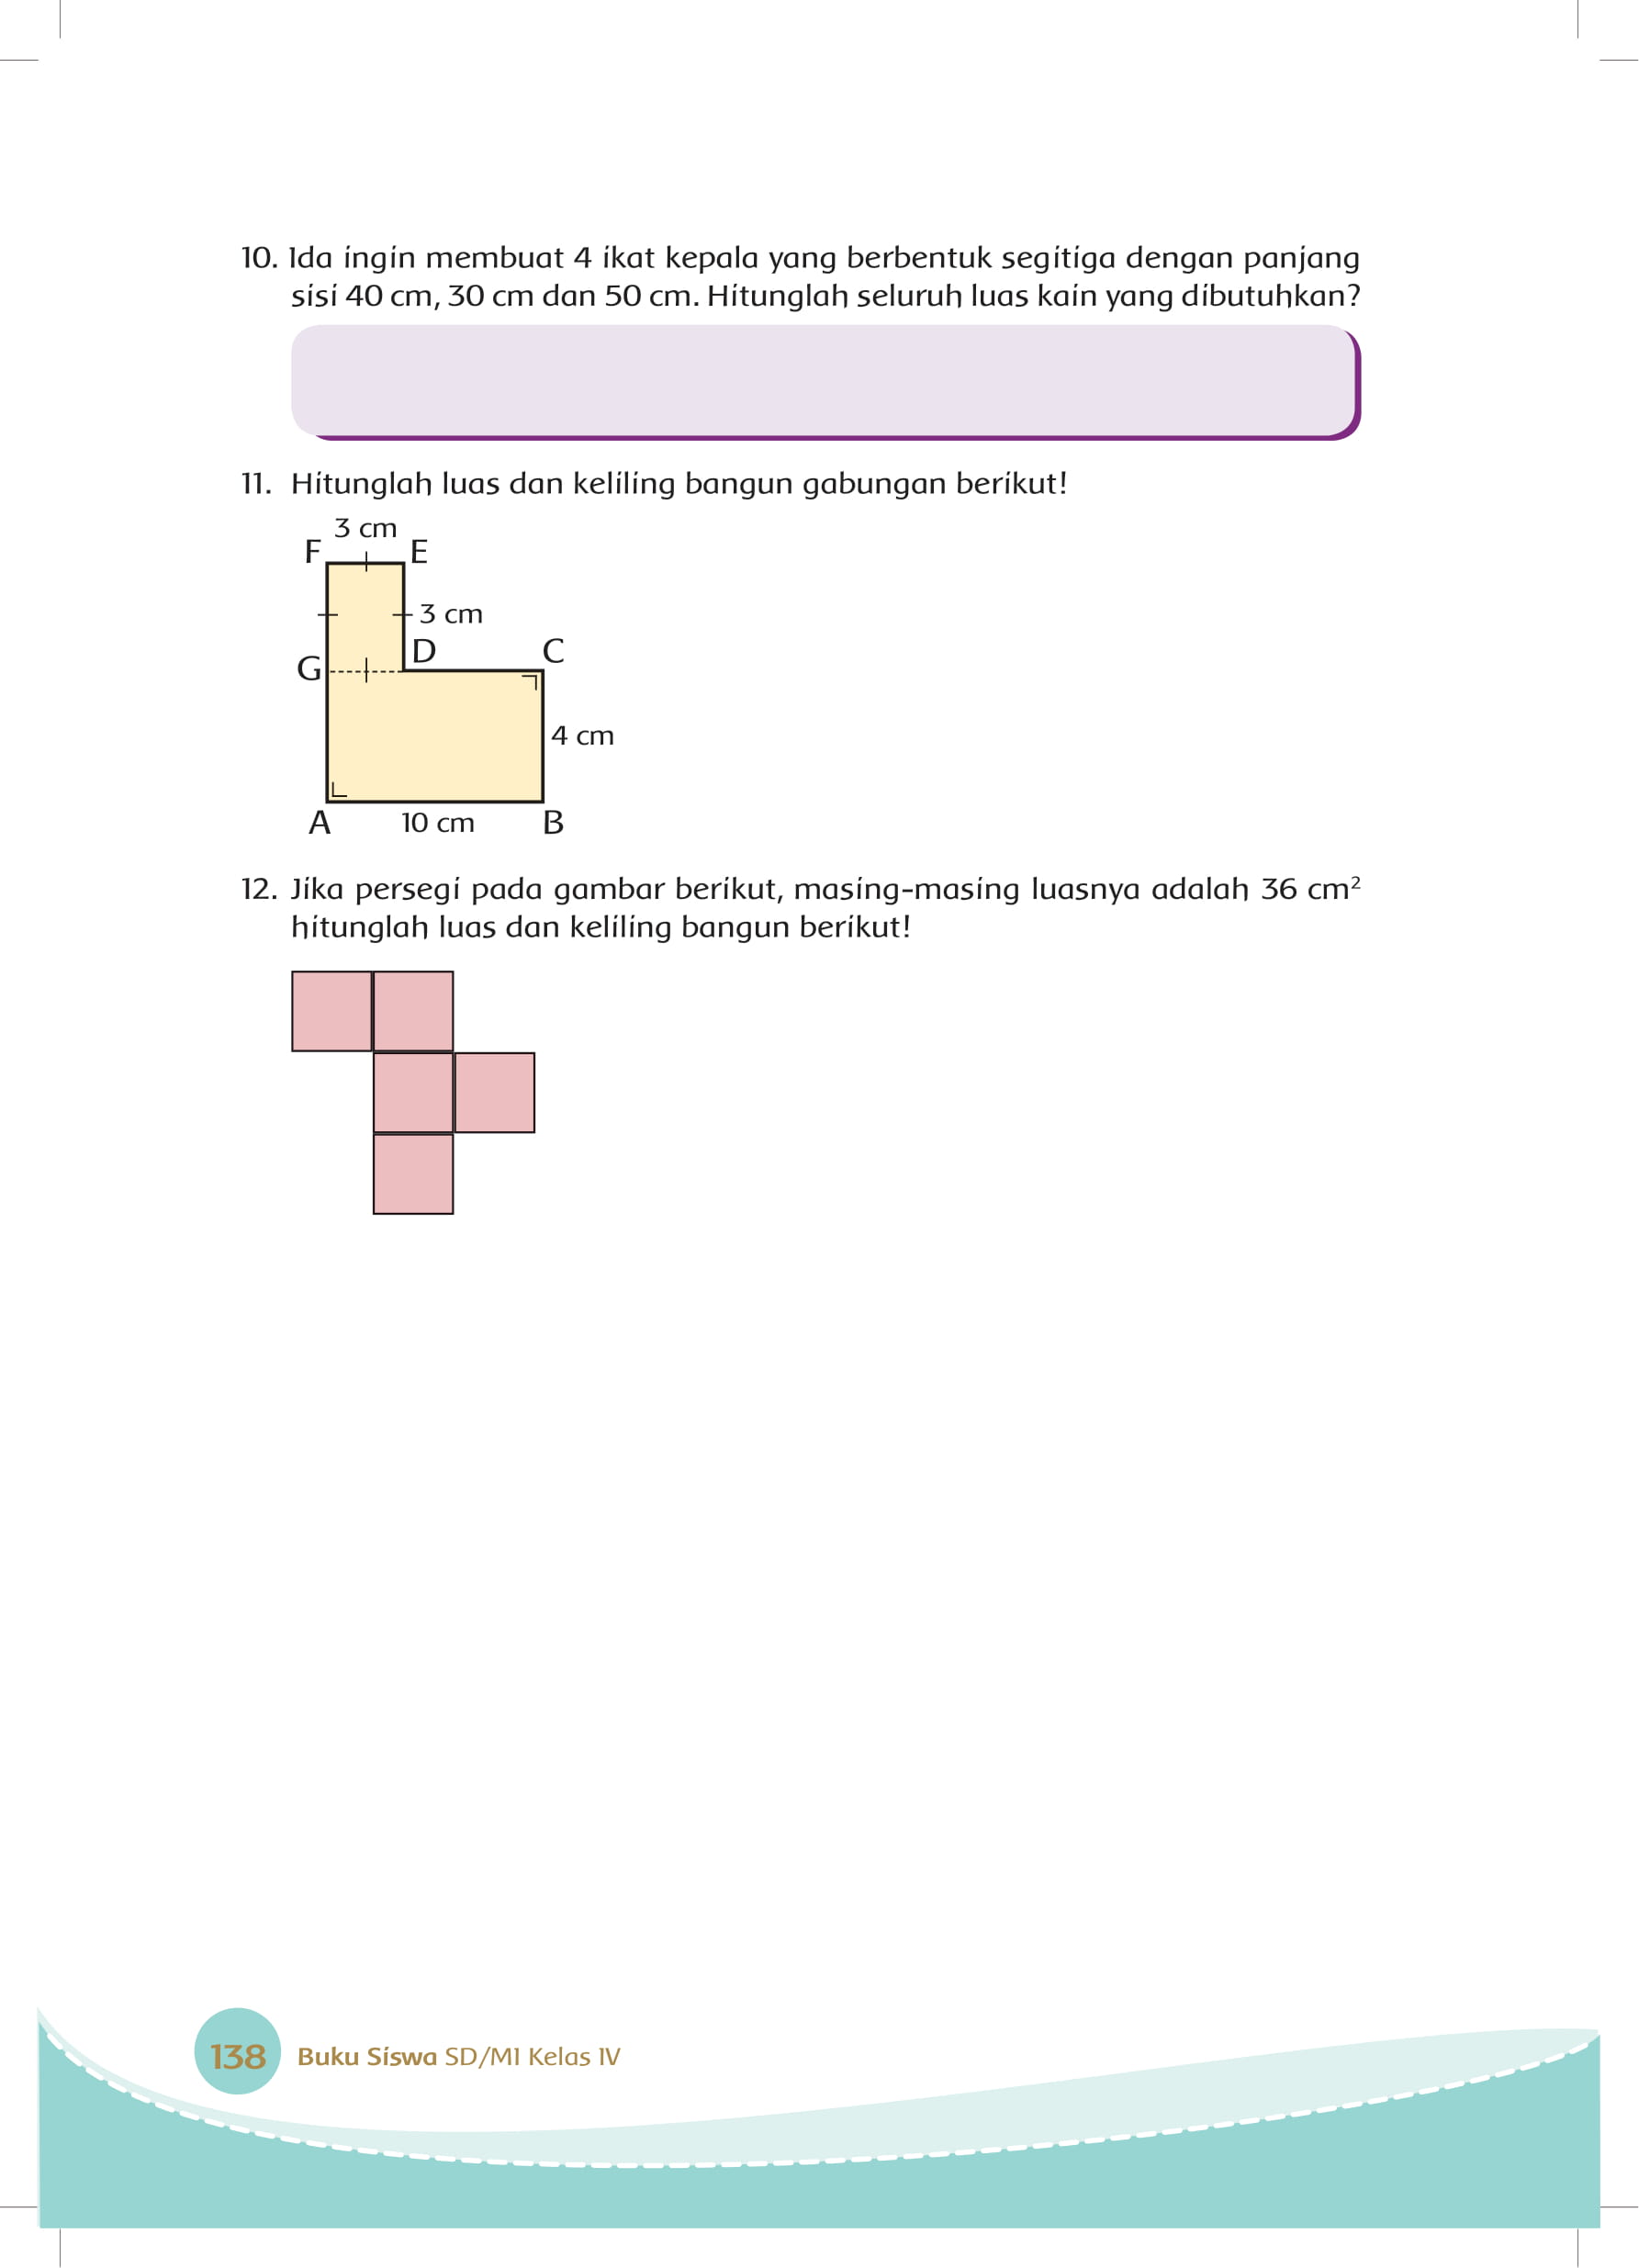 10. Ida ingin membuat 4 ikat kepala yang berbentuk segitiga dengan panjang
sisi 40 cm, 30 cm dan 50 cm. Hitunglah seluruh luas kain yang dibutuhkan?
11. Hitunglah luas dan keliling bangun gabungan berikut!
3 cm
F E
3 cm
D C
G
4 cm
A 10 cm B
12. Jika persegi pada gambar berikut, masing-masing luasnya adalah 36 cm²
hitunglah luas dan keliling bangun berikut!
138 Buku Siswa SD/MI Kelas IV